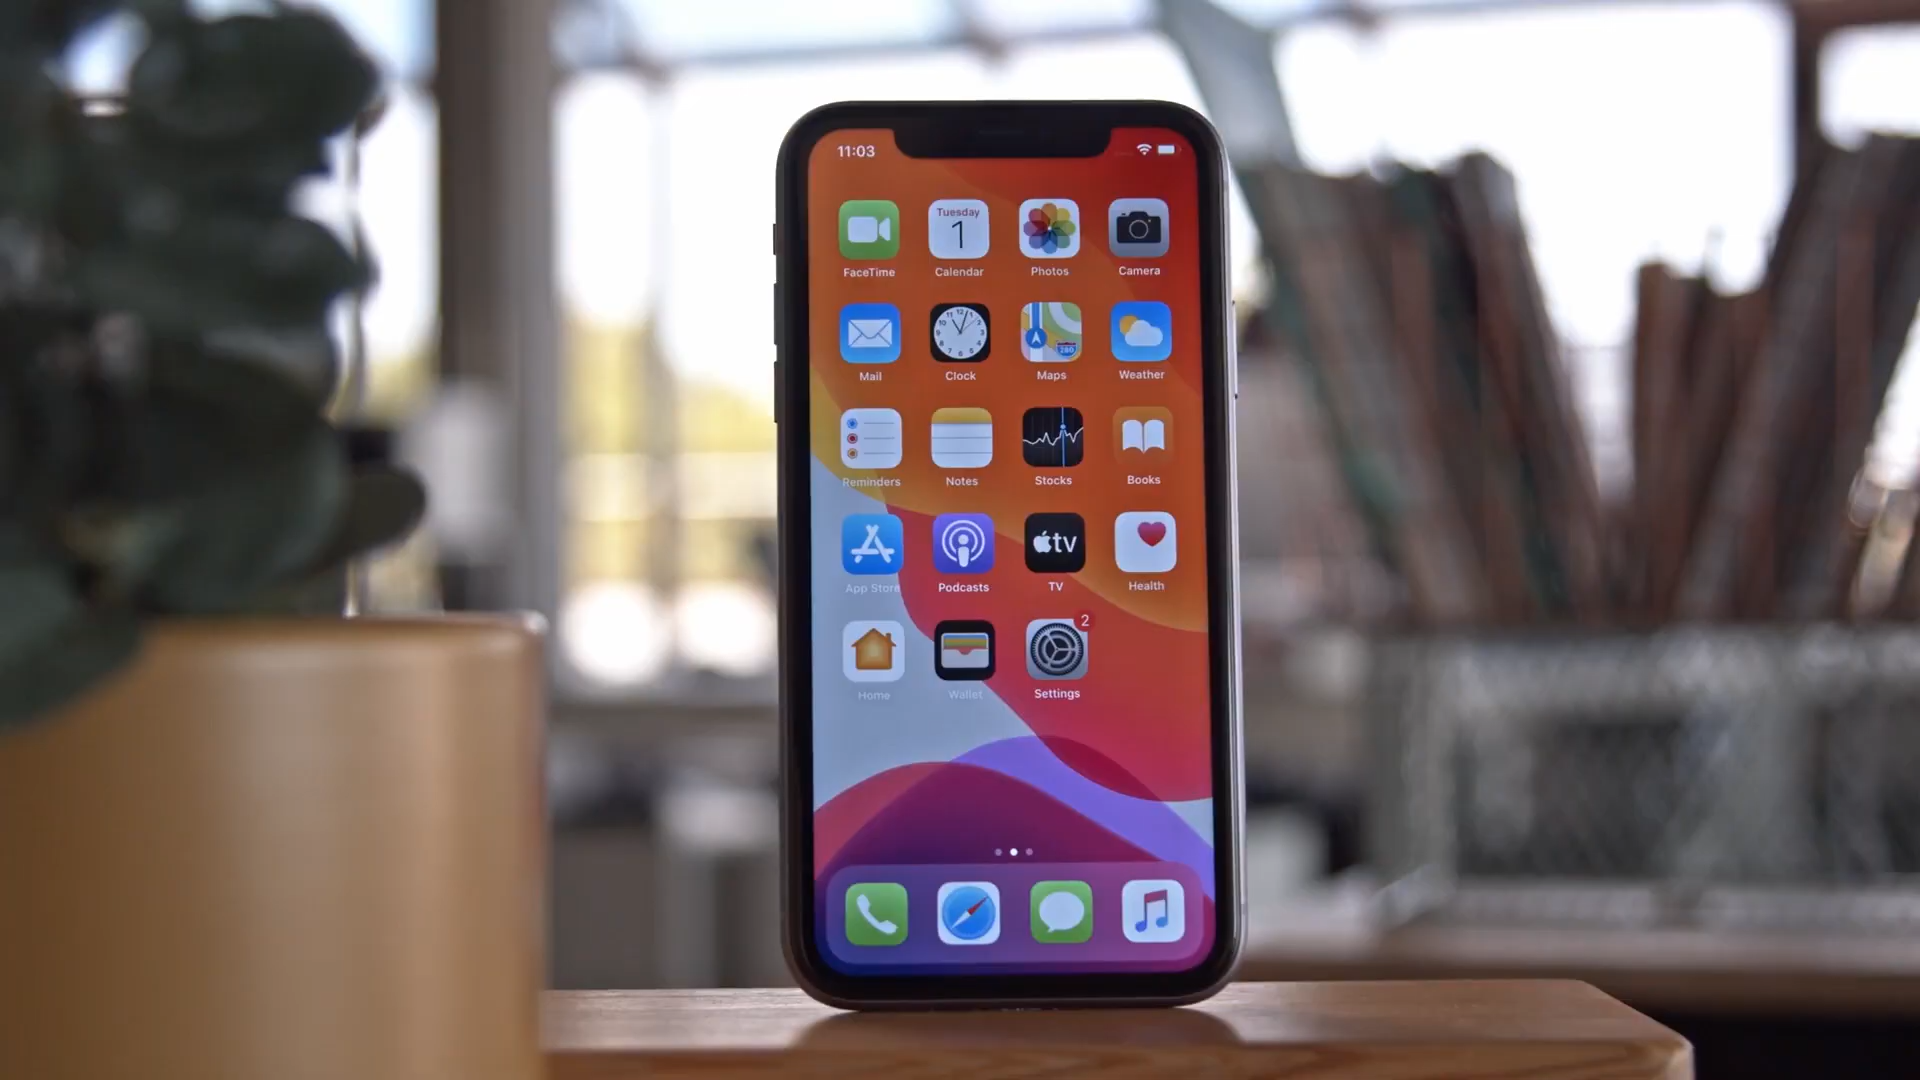 11:03
Tuesday
1
FaceTime
Calendar
Photos
Camera
Mail
Clock
Maps
Weather
280
Reminders
Notes
Stocks
Books
tv
App Store
Podcasts
TV
Health
2
Home
Wallet
Settings